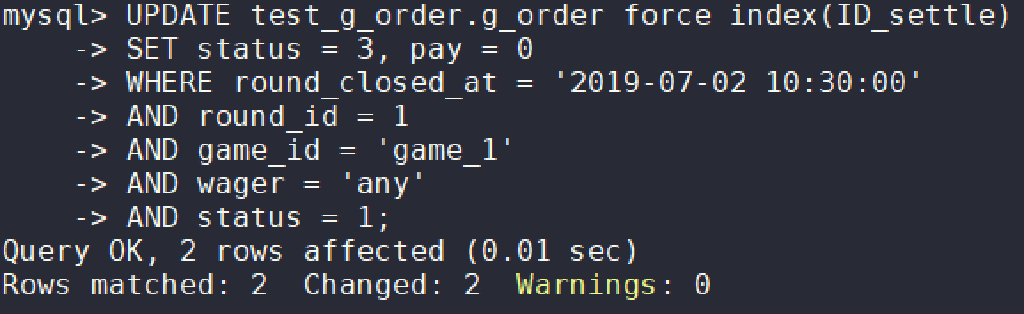 mysql> UPDATE test_g_order.g_order force index(ID_settle)
    -> SET status = 3, pay = 0
    -> WHERE round_closed_at = '2019-07-02 10:30:00'
    -> AND round_id = 1
    -> AND game_id = 'game_1'
    -> AND wager = 'any'
    -> AND status = 1;
Query OK, 2 rows affected (0.01 sec)
Rows matched: 2  Changed: 2  Warnings: 0